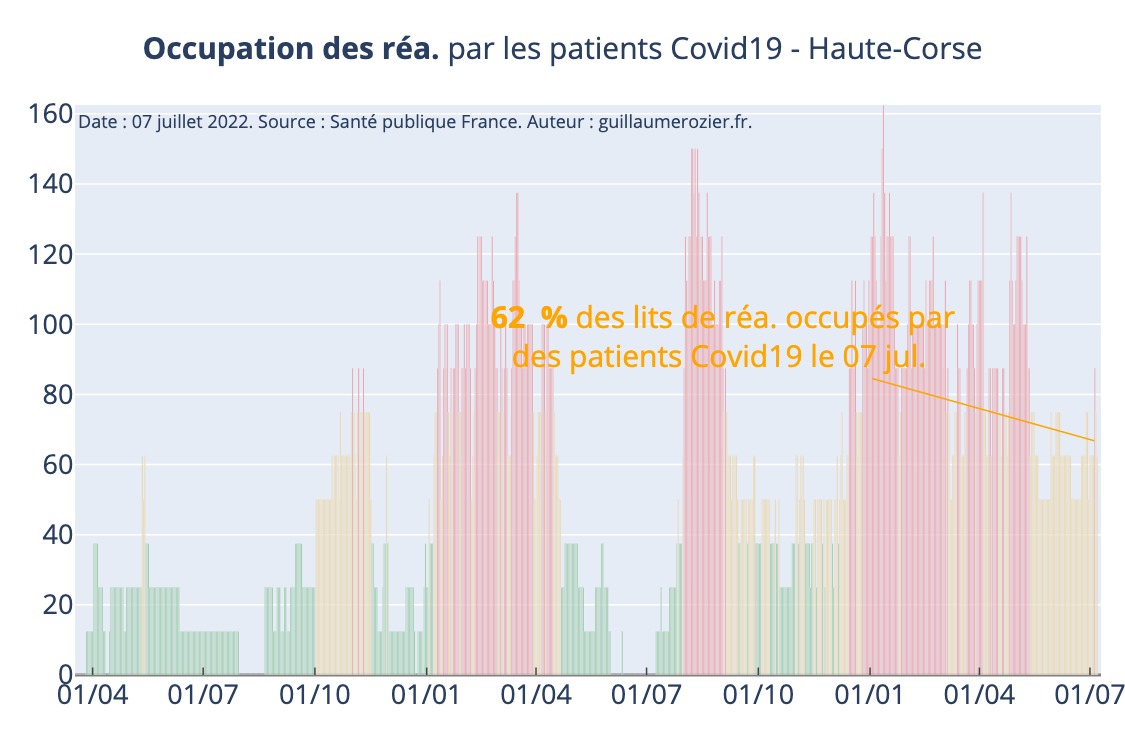 Occupation des réa. par les patients Covid19 - Haute-Corse
160
Date : 07 juillet 2022. Source : Santé publique France. Auteur : guillaumerozier.fr.
140
120
100
62 % des lits de réa. occupés par
des patients Covid19 le 07 jul.
80
60
40
20
0
01/04 01/07 01/10 01/01 01/04 01/07 01/10 01/01 01/04 01/07